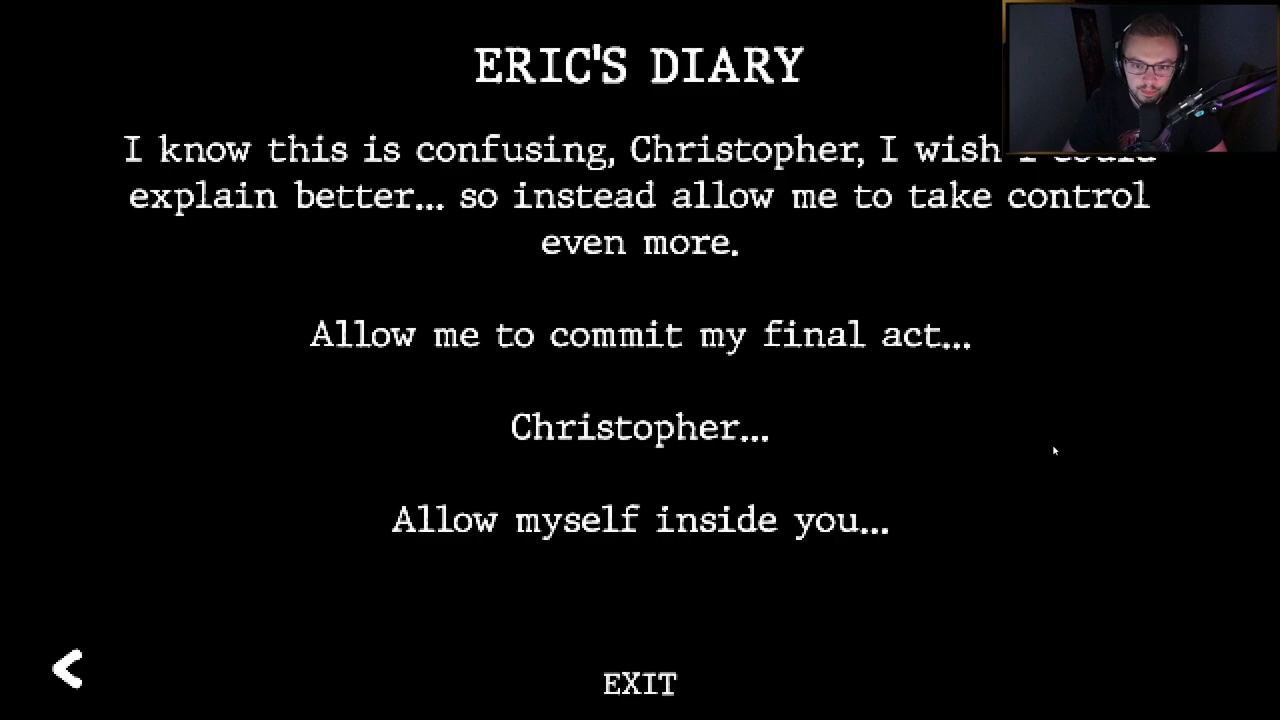 ERIC'S DIARY
I know this is confusing, Christopher, I wish
explain better... so instead allow me to take control
even more.
Allow me to commit my final act...
Christopher...
Allow myself inside you...
EXIT